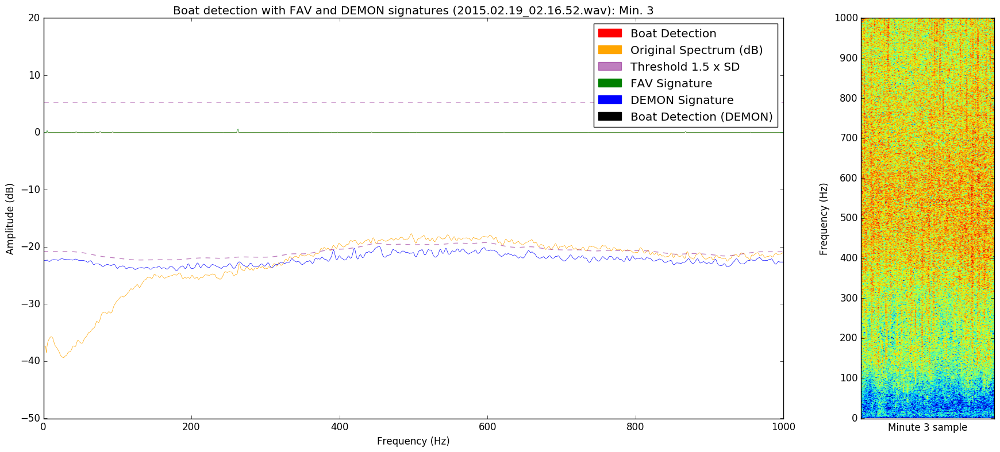 Boat detection with FAV and DEMON signatures (2015.02.19_02.16.52.wav): Min. 3
20
10
0
−10
−20
−30
−40
−50
Amplitude (dB)
0
200
400
600
800
1000
Frequency (Hz)
Boat Detection
Original Spectrum (dB)
Threshold 1.5 x SD
FAV Signature
DEMON Signature
Boat Detection (DEMON)
1000
900
800
700
600
500
400
300
200
100
0
Frequency (Hz)
Minute 3 sample